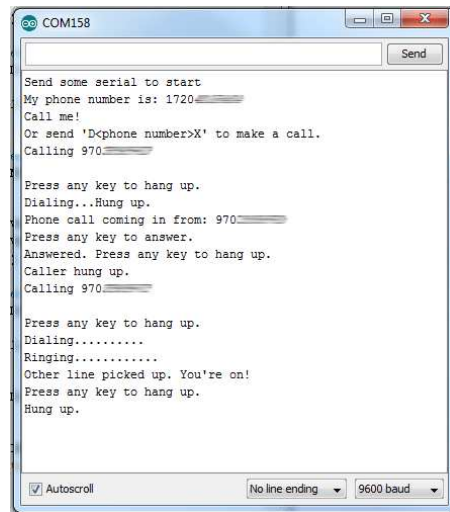 COM158
Send
Send some serial to start
My phone number is: 1720
Call me!
Or send 'D<phone number>X' to make a call.
Calling 970
Press any key to hang up.
Dialing...Hung up.
Phone call coming in from: 970
Press any key to answer.
Answered. Press any key to hang up.
Caller hung up.
Calling 970
Press any key to hang up.
Dialing..........
Ringing............
Other line picked up. You're on!
Press any key to hang up.
Hung up.
Autoscroll No line ending 9600 baud